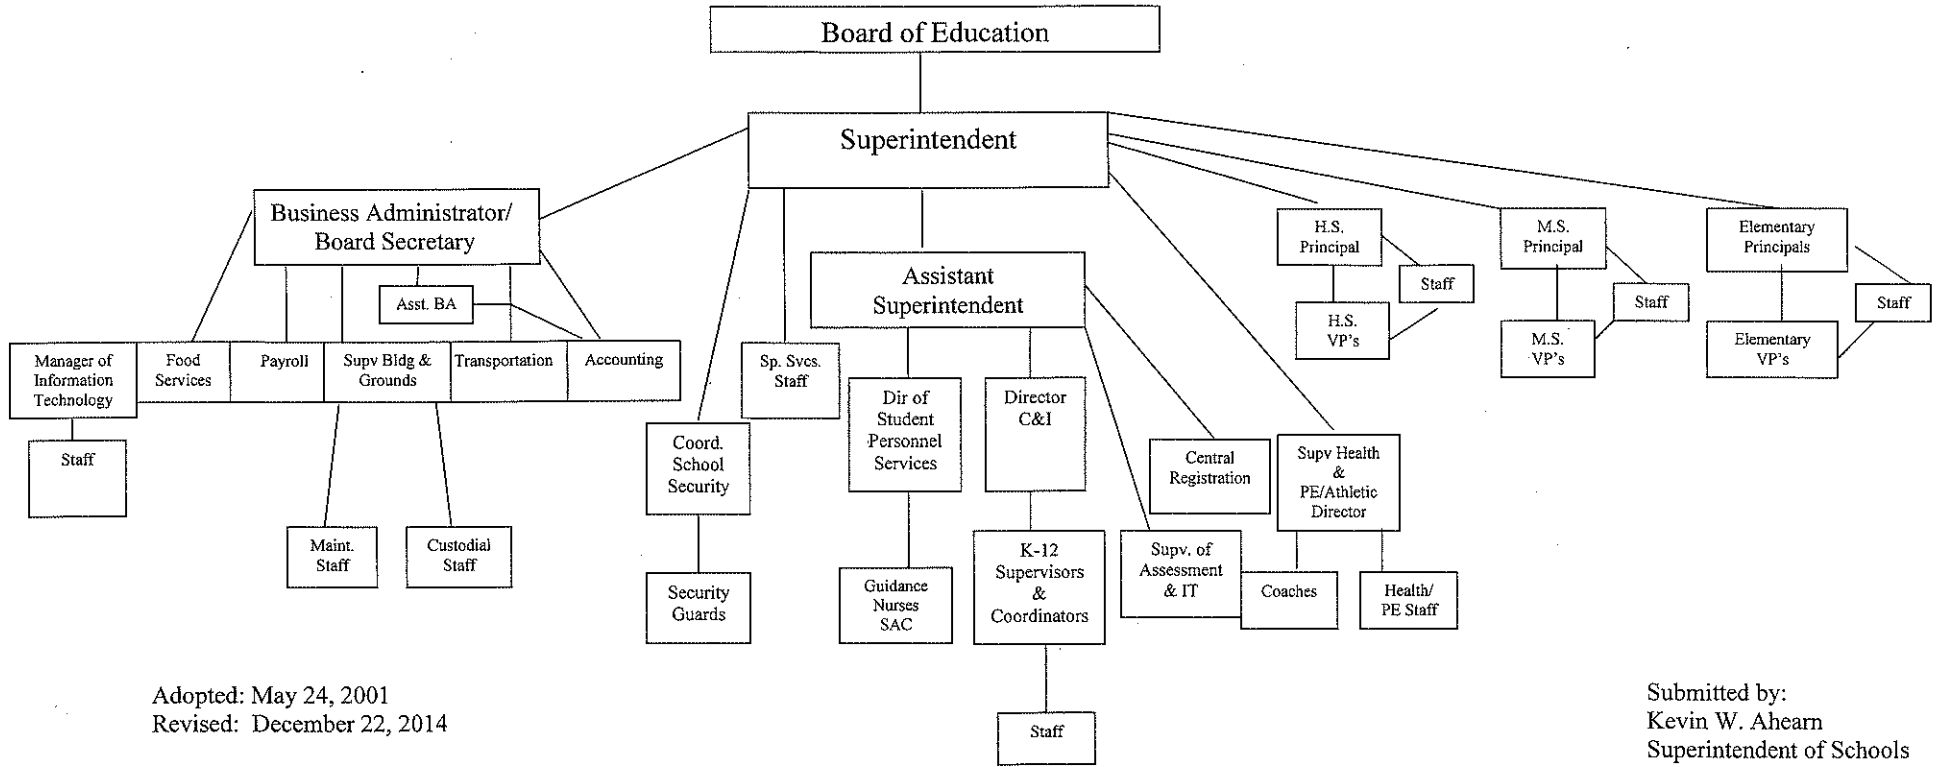 Board of Education
Superintendent
Business Administrator/
Board Secretary
Asst. BA
Manager of
Information
Technology
Staff
Food
Services
Payroll
Supv Bldg &
Grounds
Transportation
Accounting
Maint.
Staff
Custodial
Staff
Coord.
School
Security
Security
Guards
Sp. Svcs.
Staff
Assistant
Superintendent
Dir of
Student
Personnel
Services
Guidance
Nurses
SAC
Director
C&I
K-12
Supervisors
&
Coordinators
Staff
Supv. of
Assessment
& IT
Central
Registration
Supv Health
&
PE/Athletic
Director
Coaches
Health/
PE Staff
H.S.
Principal
Staff
H.S.
VP's
M.S.
Principal
Staff
M.S.
VP's
Elementary
Principals
Staff
Elementary
VP's
Adopted: May 24, 2001
Revised: December 22, 2014
Submitted by:
Kevin W. Ahearn
Superintendent of Schools